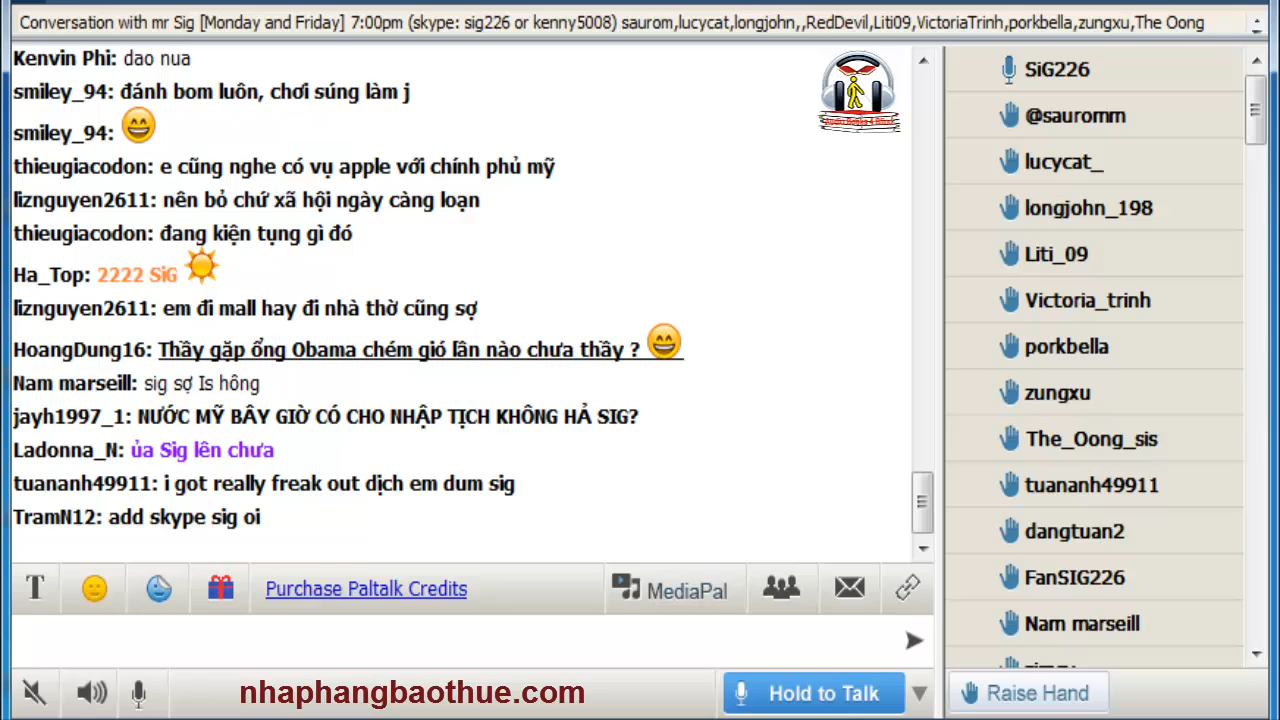 Conversation with mr Sig [Monday and Friday] 7:00pm (skype: sig226 or kenny5008) saurom,lucycat,longjohn,,RedDevil,Liti09,VictoriaTrinh,porkbella,zungxu,The Oong
Kenvin Phi: dao nua
smiley_94: đánh bom luôn, chơi súng làm j
smiley_94:
thieugiacodon: e cũng nghe có vụ apple với chính phủ mỹ
liznguyen2611: nên bỏ chứ xã hội ngày càng loạn
thieugiacodon: đang kiện tụng gì đó
Ha_Top: 2222 SiG
liznguyen2611: em đi mall hay đi nhà thờ cũng sợ
HoangDung16: Thầy gặp ổng Obama chém gió lần nào chưa thầy ?
Nam marseill: sig sợ Is hông
jayh1997_1: NƯỚC MỸ BÂY GIỜ CÓ CHO NHẬP TỊCH KHÔNG HẢ SIG?
Ladonna_N: ủa Sig lên chưa
tuananh49911: i got really freak out dịch em dum sig
TramN12: add skype sig oi
Purchase Paltalk Credits
MediaPal
nhaphangbaothue.com
Hold to Talk
SiG226
@sauromm
lucycat_
longjohn_198
Liti_09
Victoria_trinh
porkbella
zungxu
The_Oong_sis
tuananh49911
dangtuan2
FanSIG226
Nam marseill
Raise Hand